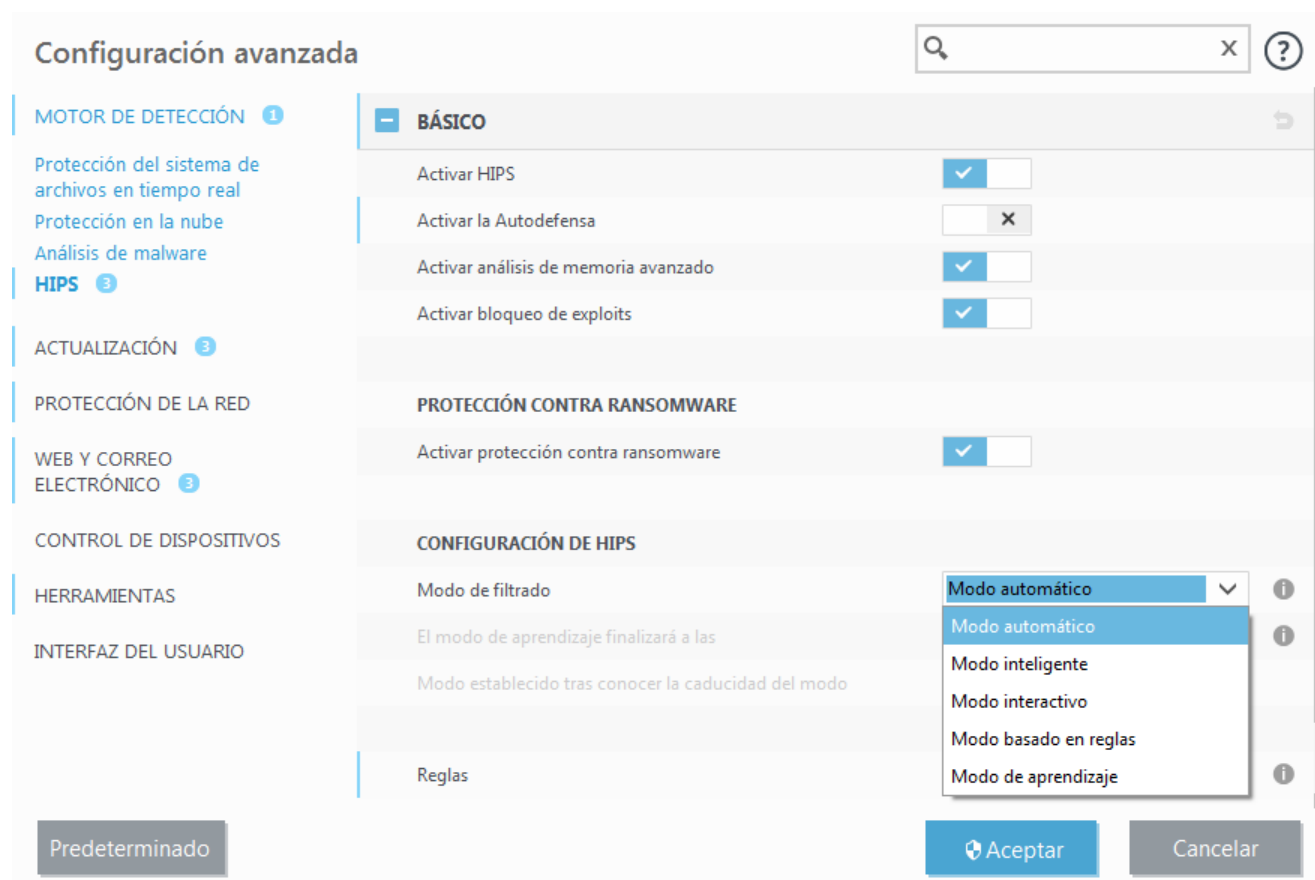 Configuración avanzada
X
?
MOTOR DE DETECCIÓN 1
Protección del sistema de
archivos en tiempo real
Protección en la nube
Análisis de malware
HIPS 3
ACTUALIZACIÓN 3
PROTECCIÓN DE LA RED
WEB Y CORREO
ELECTRÓNICO 3
CONTROL DE DISPOSITIVOS
HERRAMIENTAS
INTERFAZ DEL USUARIO
BÁSICO
Activar HIPS
Activar la Autodefensa
Activar análisis de memoria avanzado
Activar bloqueo de exploits
PROTECCIÓN CONTRA RANSOMWARE
Activar protección contra ransomware
CONFIGURACIÓN DE HIPS
Modo de filtrado
Modo automático
i
El modo de aprendizaje finalizará a las
i
Modo establecido tras conocer la caducidad del modo
Modo automático
Modo inteligente
Modo interactivo
Modo basado en reglas
Modo de aprendizaje
Reglas
i
Predeterminado
Aceptar
Cancelar